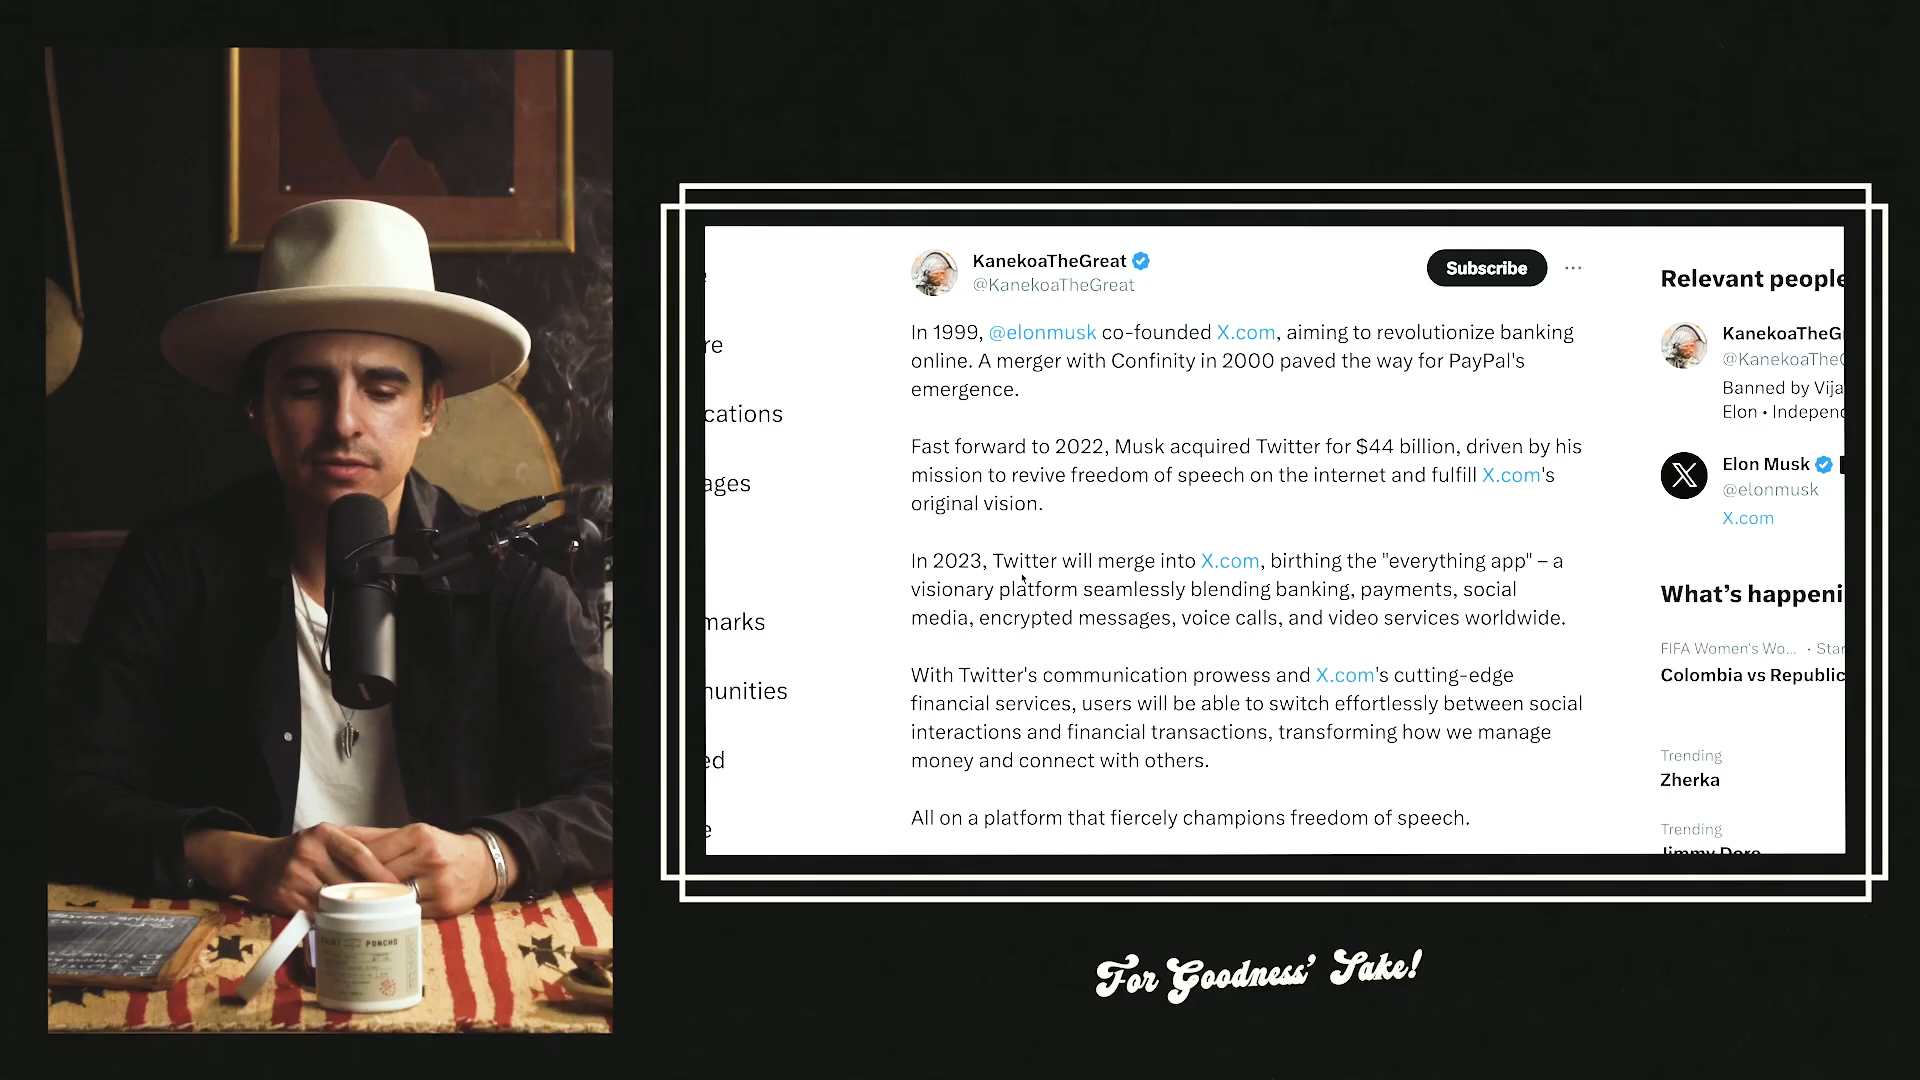 KanekoaTheGreat
@KanekoaTheGreat
Subscribe
In 1999, @elonmusk co-founded X.com, aiming to revolutionize banking
online. A merger with Confinity in 2000 paved the way for PayPal's
emergence.
Fast forward to 2022, Musk acquired Twitter for $44 billion, driven by his
mission to revive freedom of speech on the internet and fulfill X.com's
original vision.
In 2023, Twitter will merge into X.com, birthing the "everything app" – a
visionary platform seamlessly blending banking, payments, social
media, encrypted messages, voice calls, and video services worldwide.
With Twitter's communication prowess and X.com's cutting-edge
financial services, users will be able to switch effortlessly between social
interactions and financial transactions, transforming how we manage
money and connect with others.
All on a platform that fiercely champions freedom of speech.
re
cations
ages
marks
nunities
ed
e
Relevant people
KanekoaTheGr
@KanekoaTheG
Banned by Vija
Elon • Independ
Elon Musk
@elonmusk
X.com
What's happeni
FIFA Women's Wo... · Star
Colombia vs Republic
Trending
Zherka
Trending
Jimmy Dore
PONCHO
For Goodness' Sake!